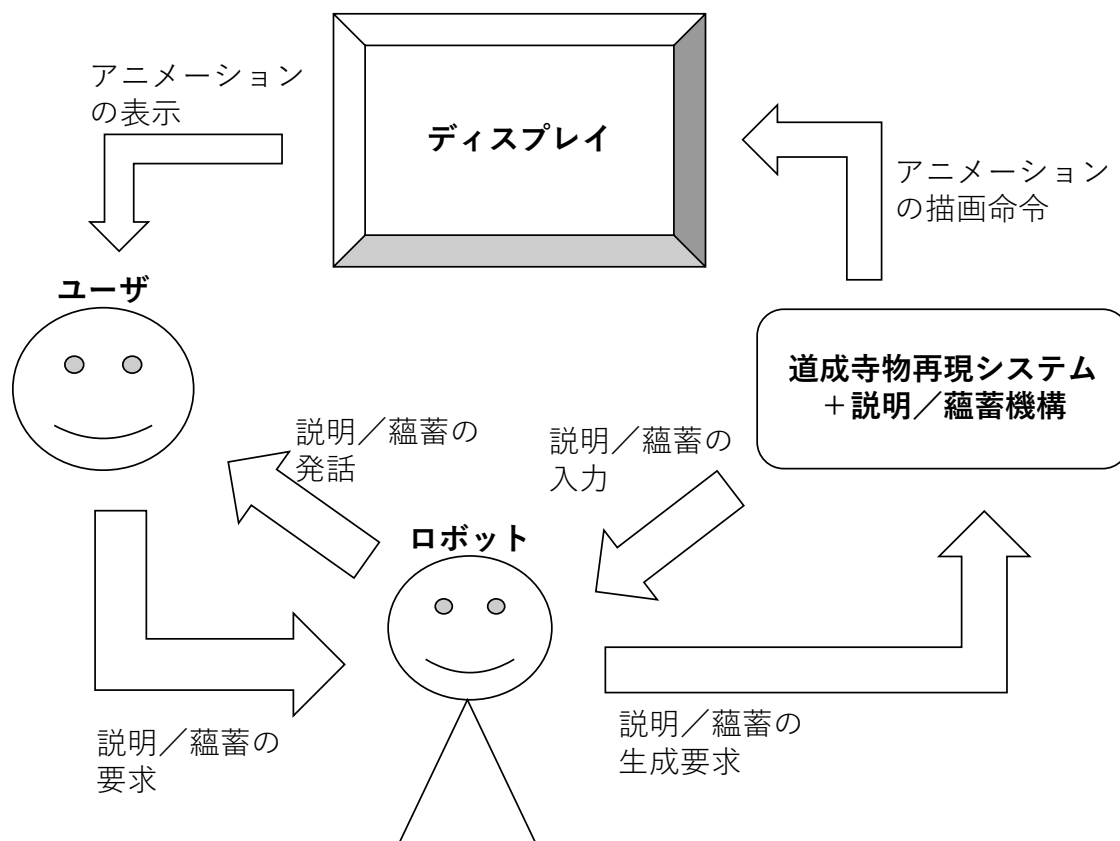 アニメーション
の表示
ディスプレイ
アニメーション
の描画命令
ユーザ
道成寺物再現システム
＋説明／蘊蓄機構
説明／蘊蓄の
発話
説明／蘊蓄の
入力
ロボット
説明／蘊蓄の
要求
説明／蘊蓄の
生成要求